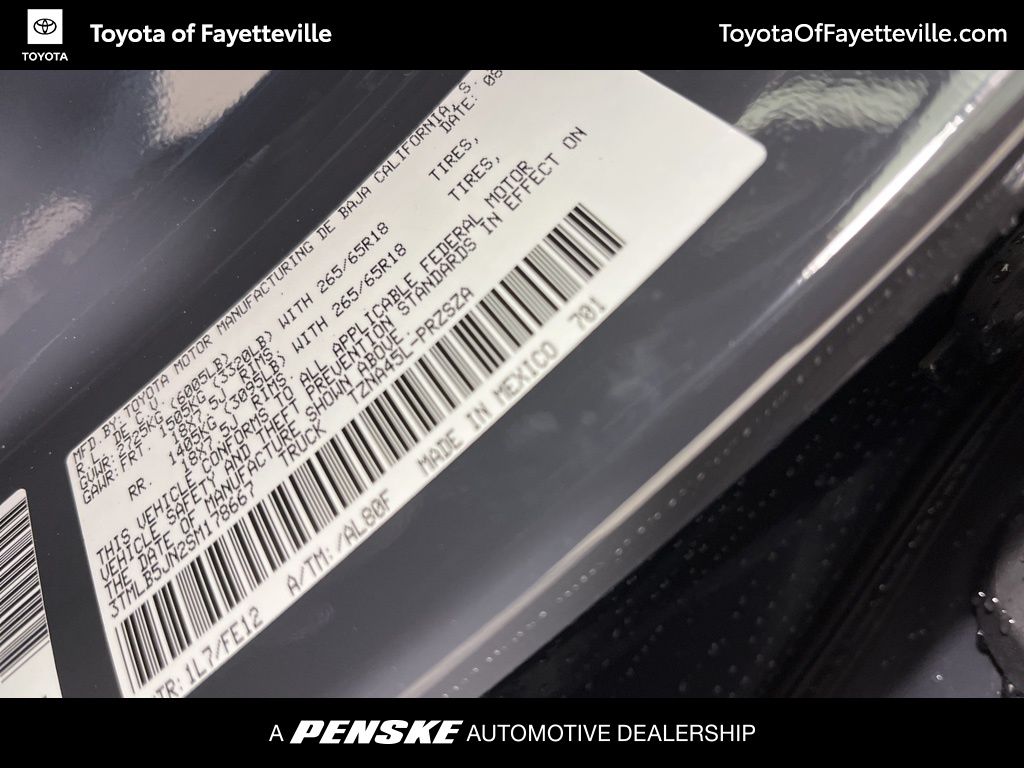 TOYOTA
Toyota of Fayetteville
ToyotaOfFayetteville.com
MFD. BY: TOYOTA MOTOR MANUFACTURING DE BAJA CALIFORNIA, S.
R.L. DE C.V. DATE: 08
GVWR: 2725KG (6005LB)
GAWR: FRT. 1505KG (3320LB) WITH 265/65R18 TIRES,
18X7.5J RIMS
RR. 1405KG (3095LB) WITH 265/65R18 TIRES,
18X7.5J RIMS
THIS VEHICLE CONFORMS TO ALL APPLICABLE FEDERAL MOTOR
VEHICLE SAFETY AND THEFT PREVENTION STANDARDS IN EFFECT ON
THE DATE OF MANUFACTURE SHOWN ABOVE.
3TMLB5JN2SM178667 TRUCK TZNA45L-PRZSZA
TR: 1L7/FE12 A/TM: /AL80F MADE IN MEXICO 701
A PENSKE AUTOMOTIVE DEALERSHIP